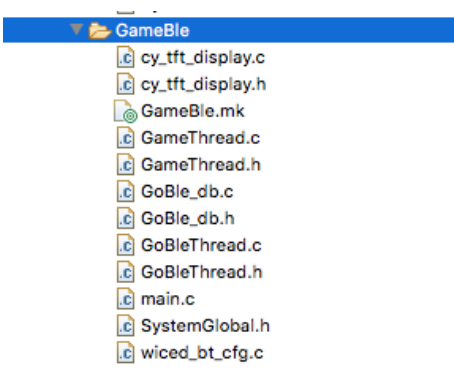 GameBle
cy_tft_display.c
cy_tft_display.h
GameBle.mk
GameThread.c
GameThread.h
GoBle_db.c
GoBle_db.h
GoBleThread.c
GoBleThread.h
main.c
SystemGlobal.h
wiced_bt_cfg.c